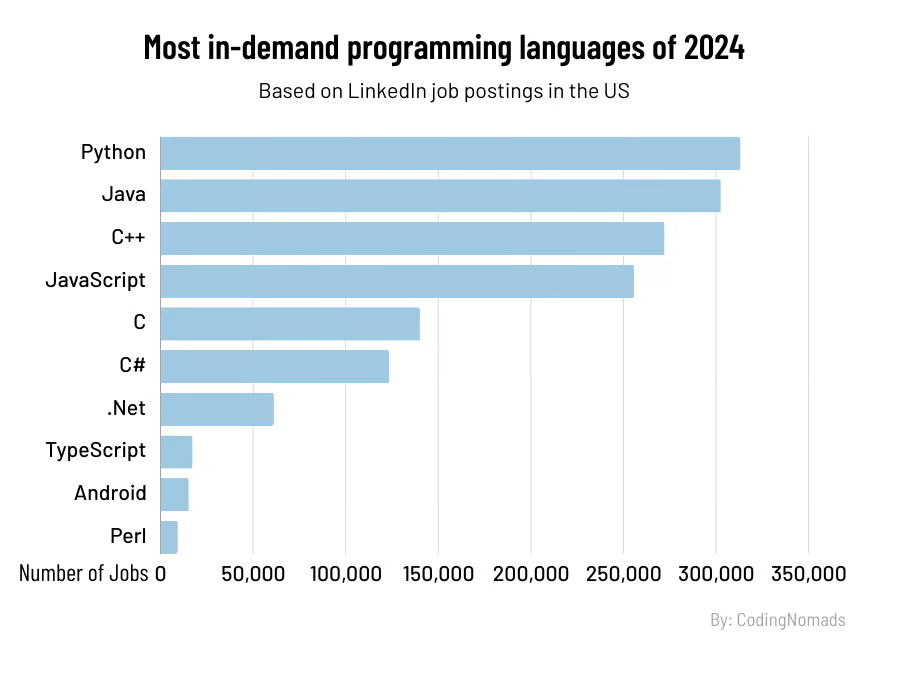 Most in-demand programming languages of 2024
Based on LinkedIn job postings in the US
Python
Java
C++
JavaScript
C
C#
.Net
TypeScript
Android
Perl
Number of Jobs 0 50,000 100,000 150,000 200,000 250,000 300,000 350,000
By: CodingNomads